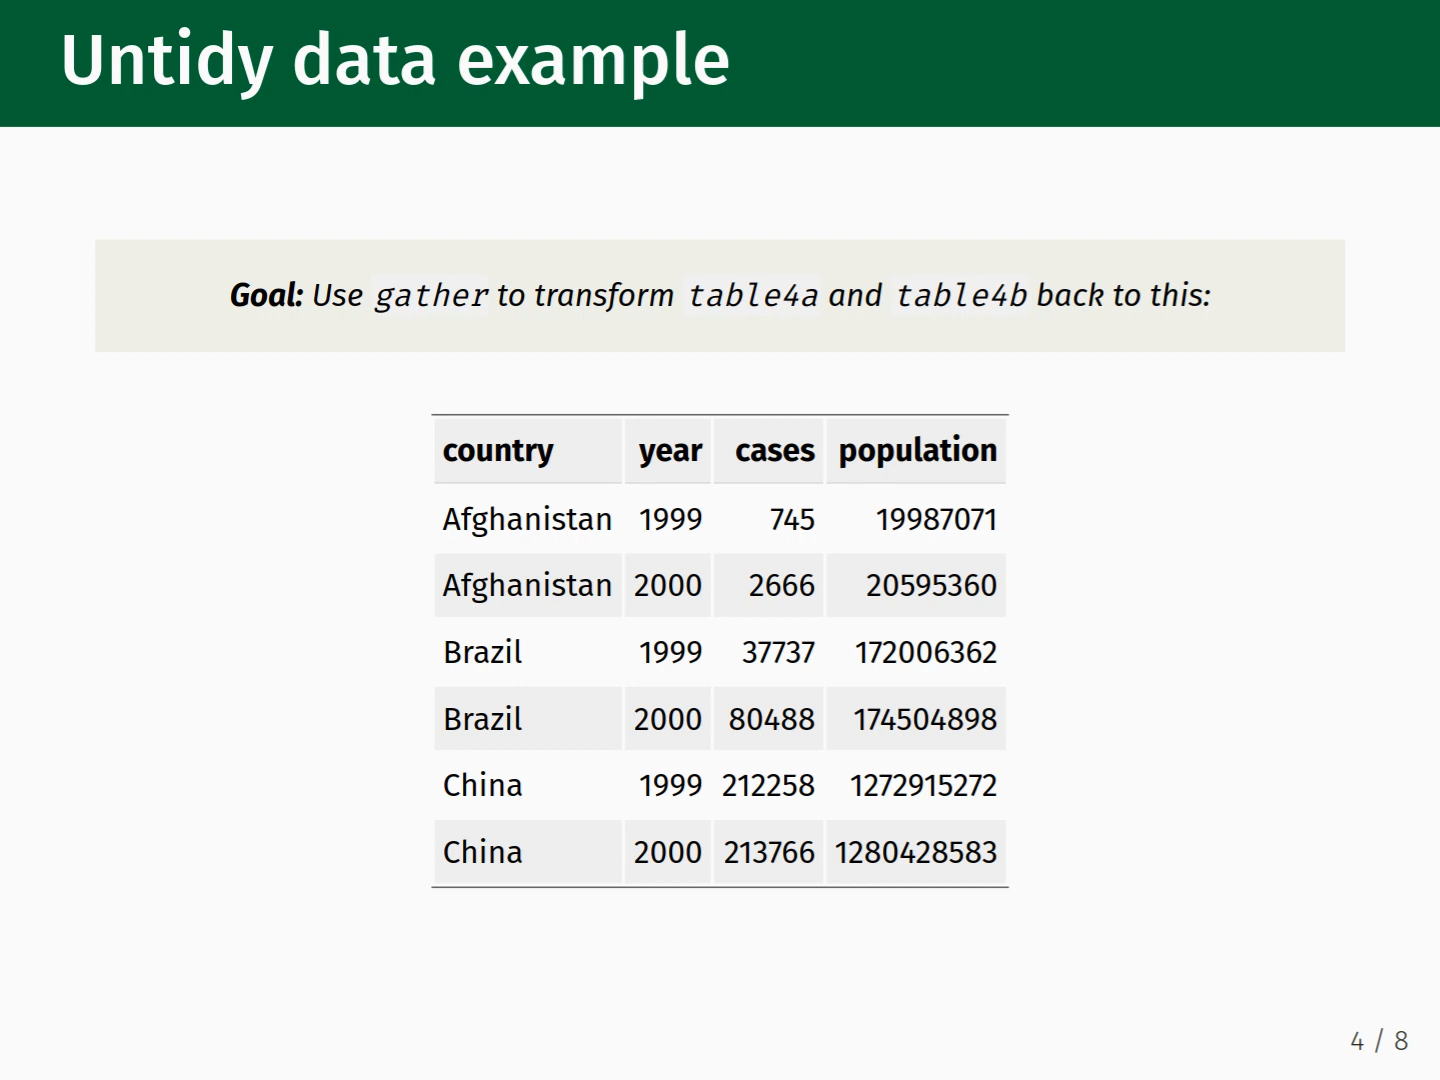 Untidy data example
Goal: Use gather to transform table4a and table4b back to this:
country year cases population
Afghanistan 1999 745 19987071
Afghanistan 2000 2666 20595360
Brazil 1999 37737 172006362
Brazil 2000 80488 174504898
China 1999 212258 1272915272
China 2000 213766 1280428583
4 / 8